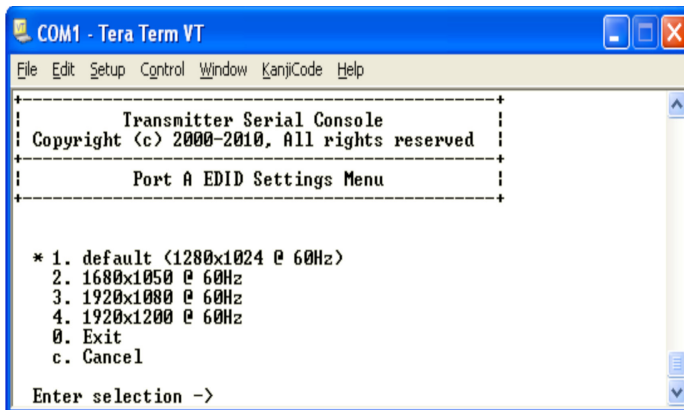 COM1 - Tera Term VT
File Edit Setup Control Window KanjiCode Help
Transmitter Serial Console
Copyright (c) 2000-2010, All rights reserved
Port A EDID Settings Menu
* 1. default (1280x1024 @ 60Hz)
2. 1680x1050 @ 60Hz
3. 1920x1080 @ 60Hz
4. 1920x1200 @ 60Hz
0. Exit
c. Cancel
Enter selection ->